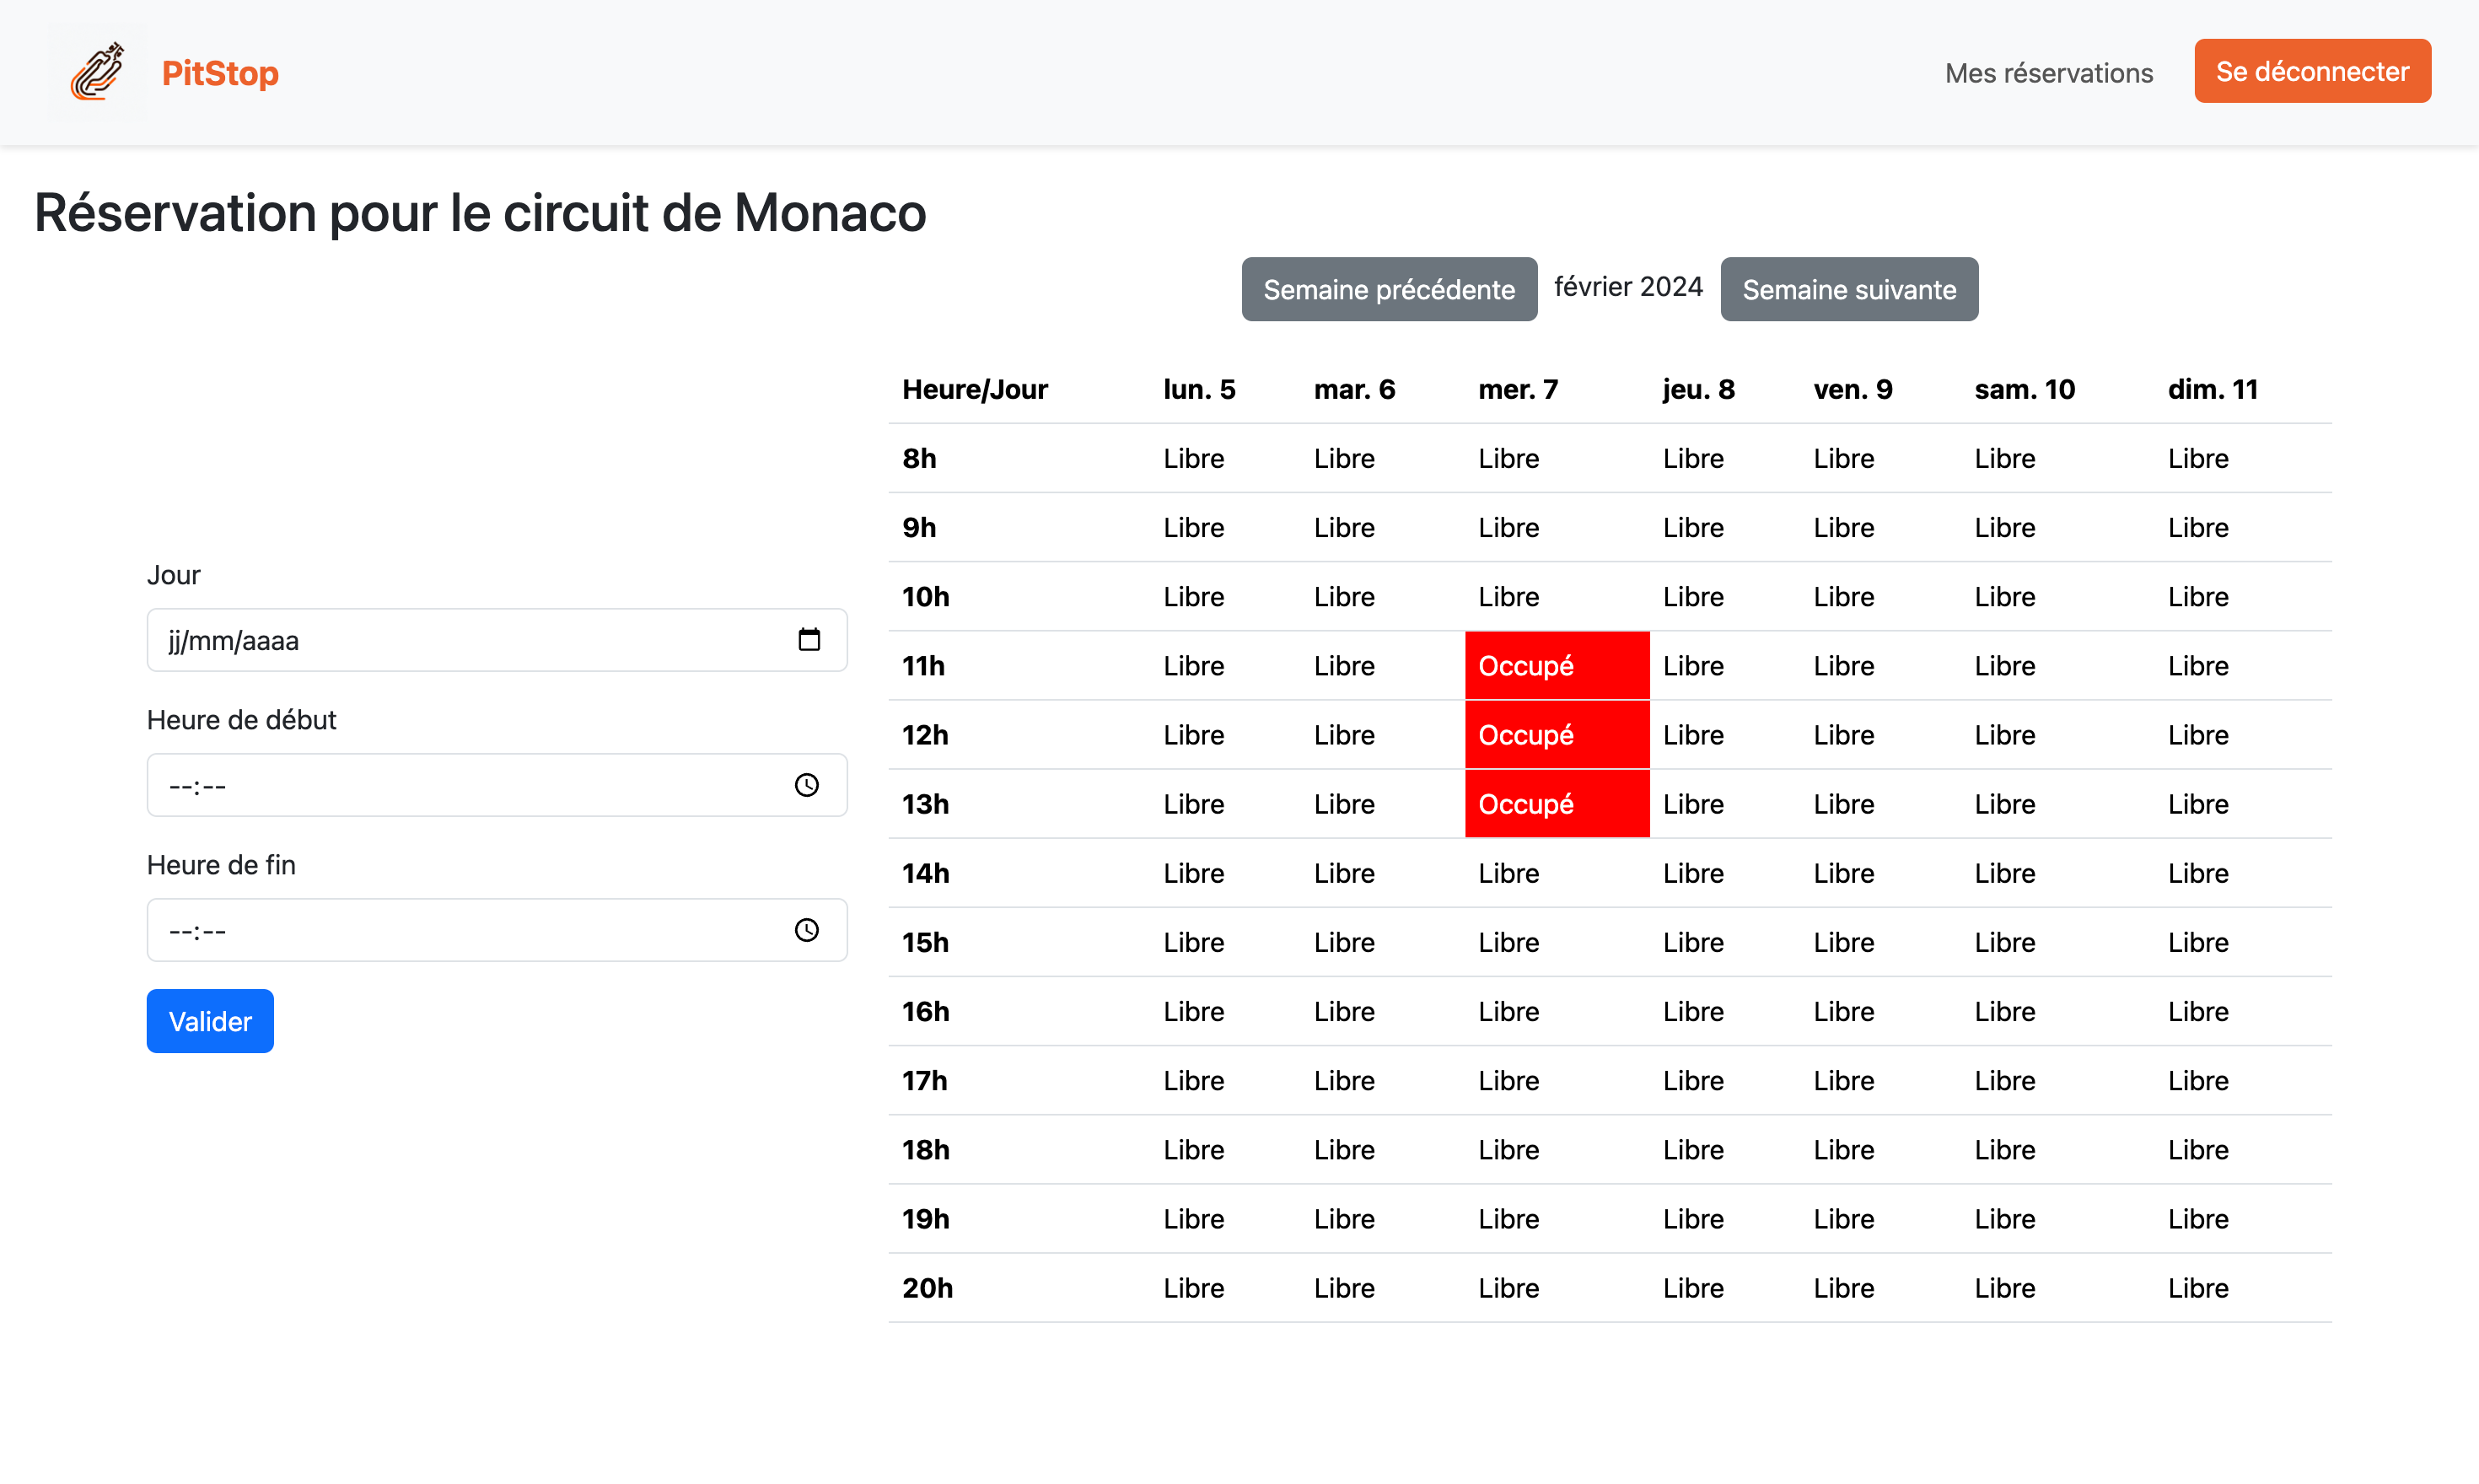 PitStop
Mes réservations
Se déconnecter
Réservation pour le circuit de Monaco
Semaine précédente février 2024 Semaine suivante
Jour
jj/mm/aaaa
Heure de début
--:--
Heure de fin
--:--
Valider
Heure/Jour lun. 5 mar. 6 mer. 7 jeu. 8 ven. 9 sam. 10 dim. 11
8h Libre Libre Libre Libre Libre Libre Libre
9h Libre Libre Libre Libre Libre Libre Libre
10h Libre Libre Libre Libre Libre Libre Libre
11h Libre Libre Occupé Libre Libre Libre Libre
12h Libre Libre Occupé Libre Libre Libre Libre
13h Libre Libre Occupé Libre Libre Libre Libre
14h Libre Libre Libre Libre Libre Libre Libre
15h Libre Libre Libre Libre Libre Libre Libre
16h Libre Libre Libre Libre Libre Libre Libre
17h Libre Libre Libre Libre Libre Libre Libre
18h Libre Libre Libre Libre Libre Libre Libre
19h Libre Libre Libre Libre Libre Libre Libre
20h Libre Libre Libre Libre Libre Libre Libre